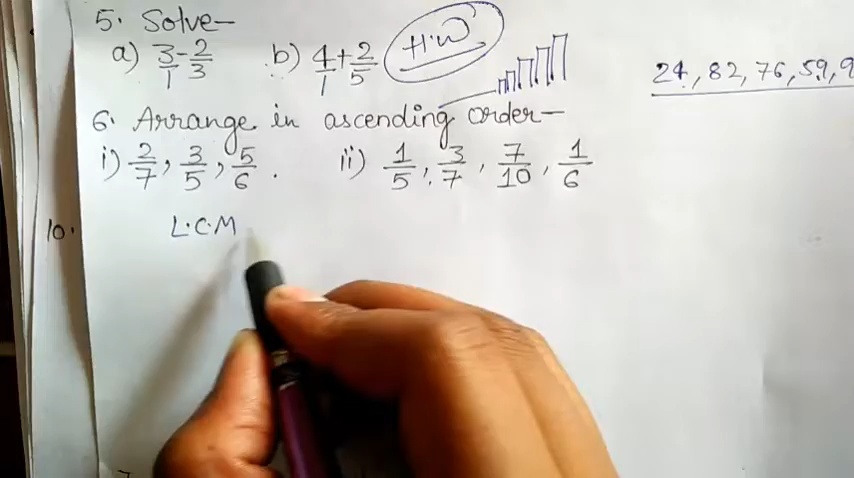 5. Solve-
a) 3/1 - 2/3 b) 4/1 + 2/5 H.W
24, 82, 76, 59, 9
6. Arrange in ascending order-
i) 2/7, 3/5, 5/6. ii) 1/5, 3/7, 7/10, 1/6
10. L.C.M